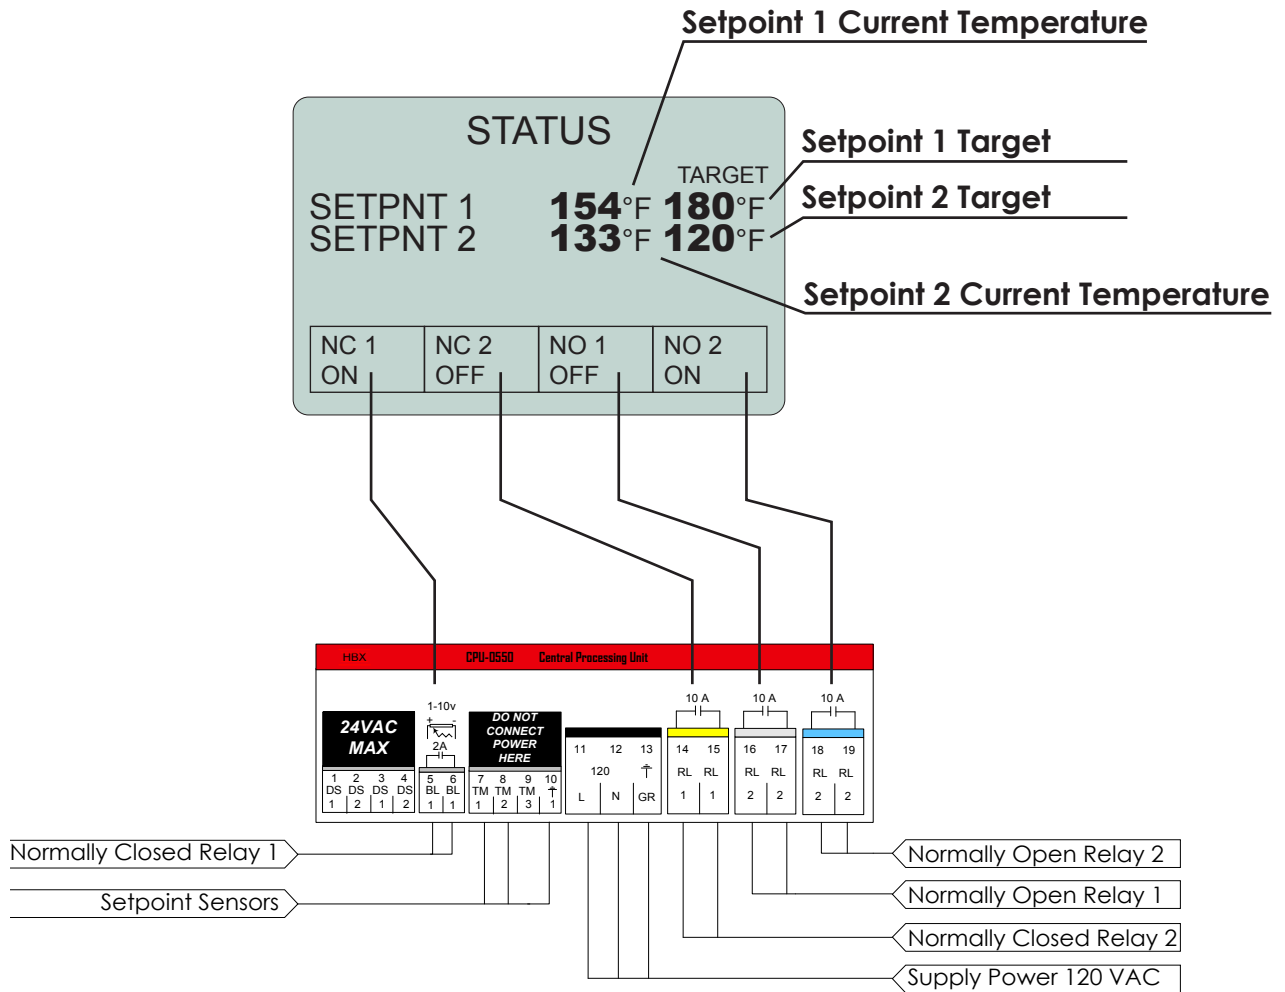 Setpoint 1 Current Temperature
STATUS
Setpoint 1 Target
TARGET
SETPNT 1 154°F 180°F
Setpoint 2 Target
SETPNT 2 133°F 120°F
Setpoint 2 Current Temperature
NC 1 NC 2 NO 1 NO 2
ON OFF OFF ON
HBX CPU-0550 Central Processing Unit
1-10v
+ -
2A
10 A 10 A 10 A
24VAC
MAX
DO NOT
CONNECT
POWER
HERE
1 2 3 4 5 6 7 8 9 10 11 12 13 14 15 16 17 18 19
DS DS DS DS BL BL TM TM TM 120 RL RL RL RL RL RL
1 2 1 2 1 1 1 2 3 1 L N GR 1 1 2 2 2 2
Normally Closed Relay 1
Setpoint Sensors
Normally Open Relay 2
Normally Open Relay 1
Normally Closed Relay 2
Supply Power 120 VAC